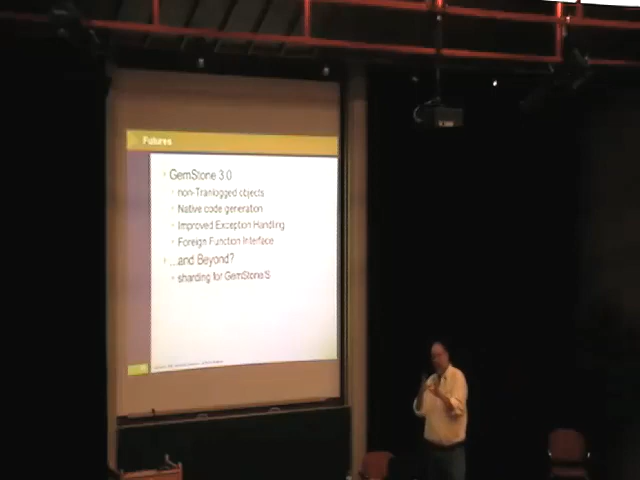 Futures
GemStone 3.0
non-Tranlogged objects
Native code generation
Improved Exception Handling
Foreign Function Interface
...and Beyond?
sharding for GemStone/S